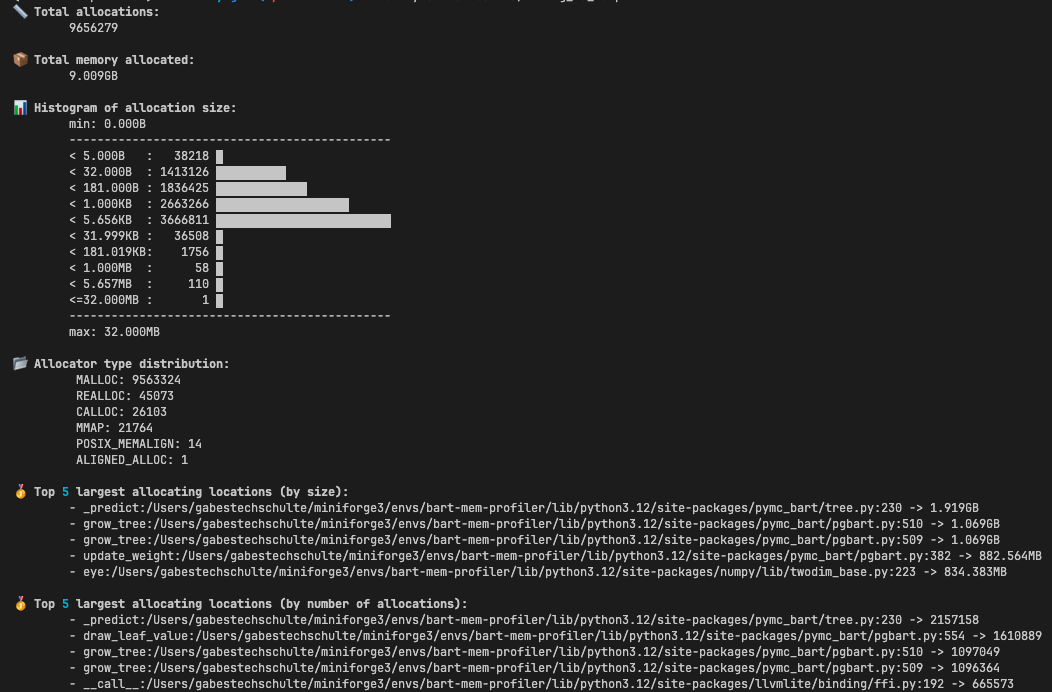 📏 Total allocations:
9656279
📦 Total memory allocated:
9.009GB
📊 Histogram of allocation size:
min: 0.000B
----------------------------------------------
< 5.000B   :   38218
< 32.000B  : 1413126
< 181.000B : 1836425
< 1.000KB  : 2663266
< 5.656KB  : 3666811
< 31.999KB :   36508
< 181.019KB:    1756
< 1.000MB  :      58
< 5.657MB  :     110
<=32.000MB :       1
----------------------------------------------
max: 32.000MB
📂 Allocator type distribution:
MALLOC: 9563324
REALLOC: 45073
CALLOC: 26103
MMAP: 21764
POSIX_MEMALIGN: 14
ALIGNED_ALLOC: 1
🥇 Top 5 largest allocating locations (by size):
- _predict:/Users/gabestechschulte/miniforge3/envs/bart-mem-profiler/lib/python3.12/site-packages/pymc_bart/tree.py:230 -> 1.919GB
- grow_tree:/Users/gabestechschulte/miniforge3/envs/bart-mem-profiler/lib/python3.12/site-packages/pymc_bart/pgbart.py:510 -> 1.069GB
- grow_tree:/Users/gabestechschulte/miniforge3/envs/bart-mem-profiler/lib/python3.12/site-packages/pymc_bart/pgbart.py:509 -> 1.069GB
- update_weight:/Users/gabestechschulte/miniforge3/envs/bart-mem-profiler/lib/python3.12/site-packages/pymc_bart/pgbart.py:382 -> 882.564MB
- eye:/Users/gabestechschulte/miniforge3/envs/bart-mem-profiler/lib/python3.12/site-packages/numpy/lib/twodim_base.py:223 -> 834.383MB
🥇 Top 5 largest allocating locations (by number of allocations):
- _predict:/Users/gabestechschulte/miniforge3/envs/bart-mem-profiler/lib/python3.12/site-packages/pymc_bart/tree.py:230 -> 2157158
- draw_leaf_value:/Users/gabestechschulte/miniforge3/envs/bart-mem-profiler/lib/python3.12/site-packages/pymc_bart/pgbart.py:554 -> 1610889
- grow_tree:/Users/gabestechschulte/miniforge3/envs/bart-mem-profiler/lib/python3.12/site-packages/pymc_bart/pgbart.py:510 -> 1097049
- grow_tree:/Users/gabestechschulte/miniforge3/envs/bart-mem-profiler/lib/python3.12/site-packages/pymc_bart/pgbart.py:509 -> 1096364
- __call__:/Users/gabestechschulte/miniforge3/envs/bart-mem-profiler/lib/python3.12/site-packages/llvmlite/binding/ffi.py:192 -> 665573